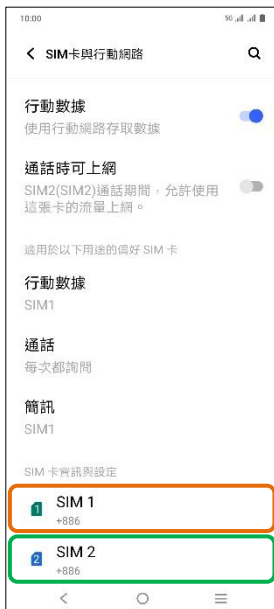 10:00
5G
SIM卡與行動網路
行動數據
使用行動網路存取數據
通話時可上網
SIM2(SIM2)通話期間，允許使用
這張卡的流量上網。
適用於以下用途的偏好 SIM 卡
行動數據
SIM1
通話
每次都詢問
簡訊
SIM1
SIM 卡資訊與設定
1
SIM 1
+886
2
SIM 2
+886